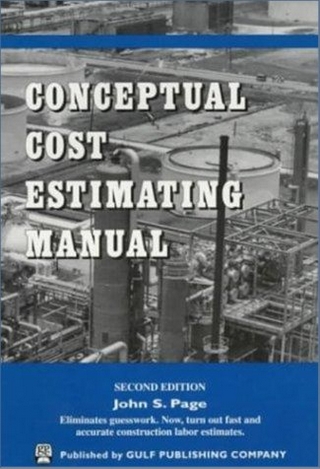 CONCEPTUAL
COST
ESTIMATING
MANUAL
SECOND EDITION
John S. Page
Eliminates guesswork. Now, turn out fast and
accurate construction labor estimates.
Published by GULF PUBLISHING COMPANY